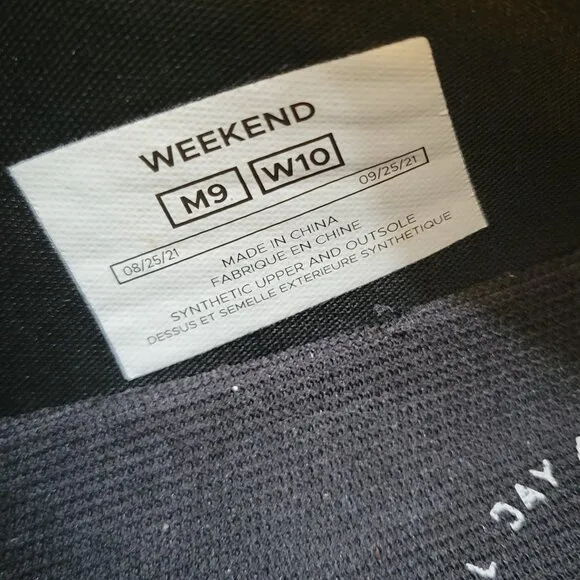 WEEKEND
M9 W10
08/25/21 09/25/21
MADE IN CHINA
FABRIQUE EN CHINE
SYNTHETIC UPPER AND OUTSOLE
DESSUS ET SEMELLE EXTERIEURE SYNTHETIQUE
DAY